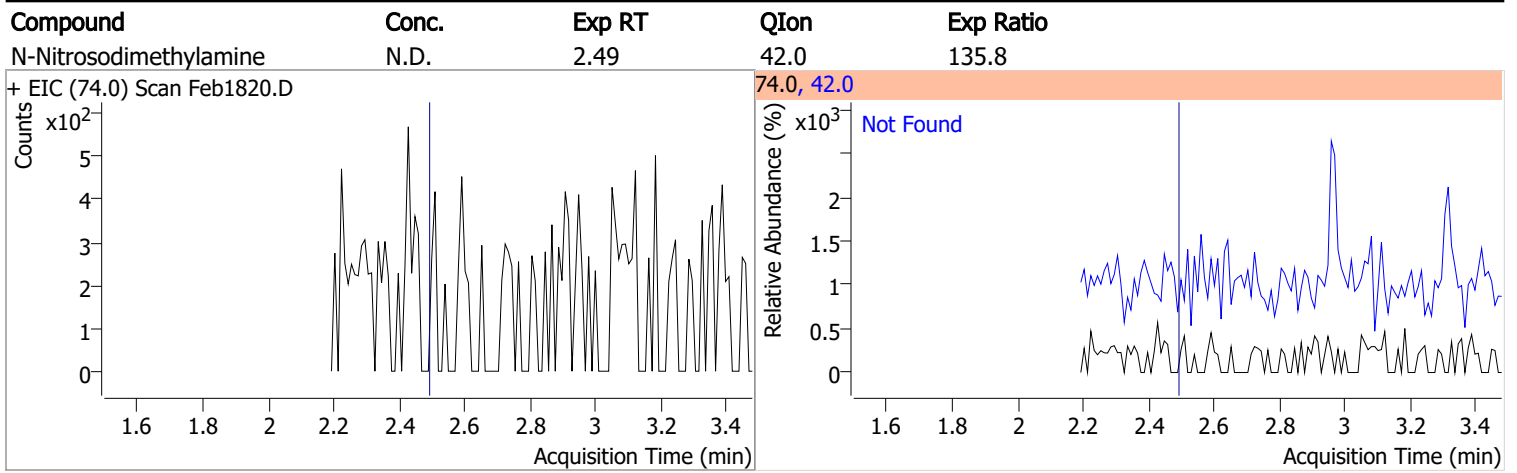 Compound Conc. Exp RT QIon Exp Ratio
N-Nitrosodimethylamine N.D. 2.49 42.0 135.8
+ EIC (74.0) Scan Feb1820.D
Counts
x10²
5
4
3
2
1
0
1.6 1.8 2 2.2 2.4 2.6 2.8 3 3.2 3.4
Acquisition Time (min)
74.0, 42.0
Relative Abundance (%)
x10³
Not Found
2
1.5
1
0.5
0
1.6 1.8 2 2.2 2.4 2.6 2.8 3 3.2 3.4
Acquisition Time (min)